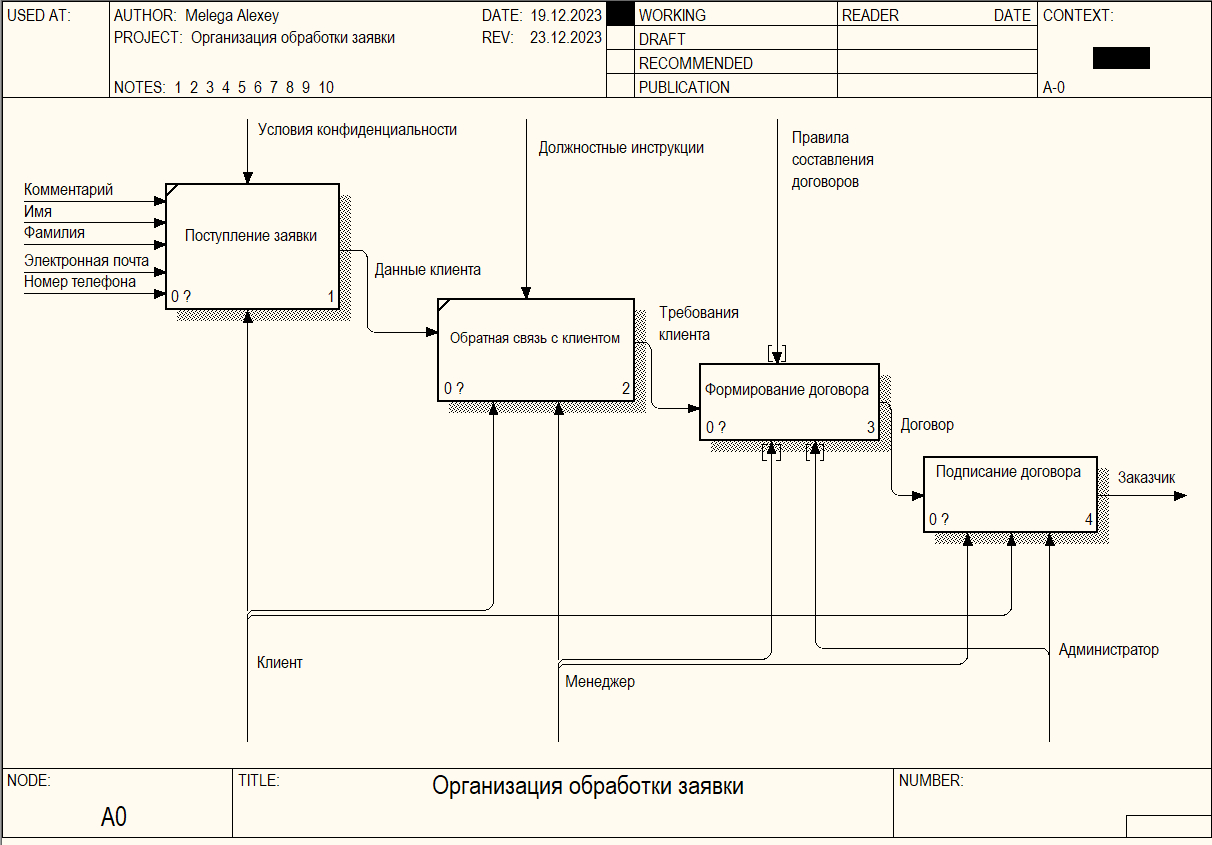 USED AT:
AUTHOR: Melega Alexey
DATE: 19.12.2023
WORKING
READER
DATE
CONTEXT:
PROJECT: Организация обработки заявки
REV: 23.12.2023
DRAFT
RECOMMENDED
NOTES: 1 2 3 4 5 6 7 8 9 10
PUBLICATION
A-0
Условия конфиденциальности
Должностные инструкции
Правила
составления
договоров
Комментарий
Имя
Фамилия
Электронная почта
Номер телефона
Поступление заявки
0 ?
1
Данные клиента
Обратная связь с клиентом
0 ?
2
Требования
клиента
Формирование договора
0 ?
3
Договор
Подписание договора
0 ?
4
Заказчик
Клиент
Менеджер
Администратор
NODE:
A0
TITLE:
Организация обработки заявки
NUMBER: